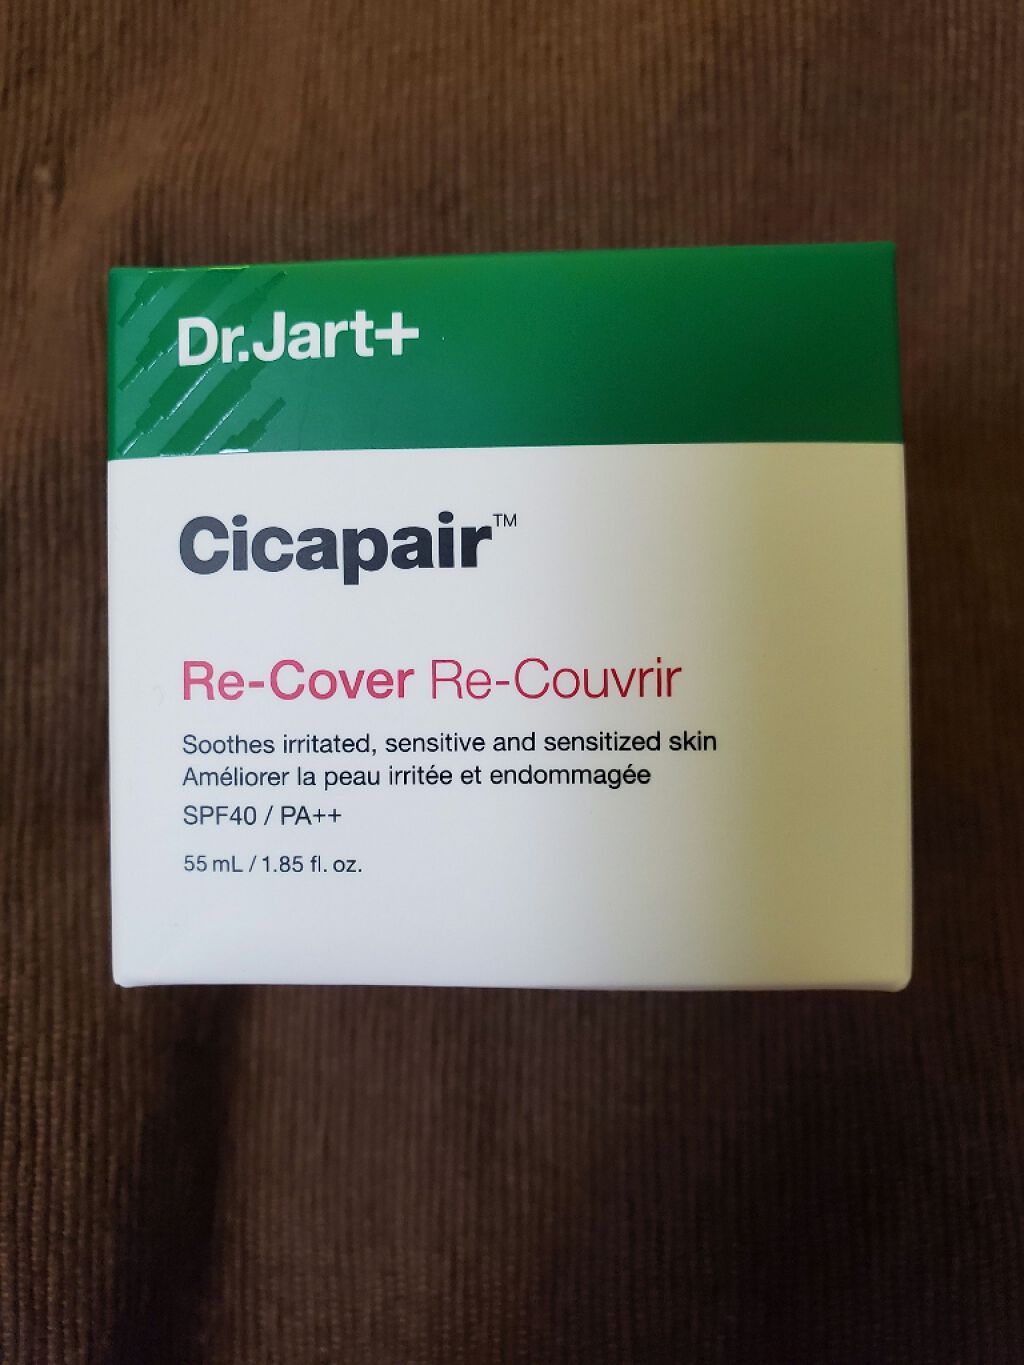 Dr.Jart+
Cicapair™
Re-Cover Re-Couvrir
Soothes irritated, sensitive and sensitized skin
Améliorer la peau irritée et endommagée
SPF40 / PA++
55 mL / 1.85 fl. oz.